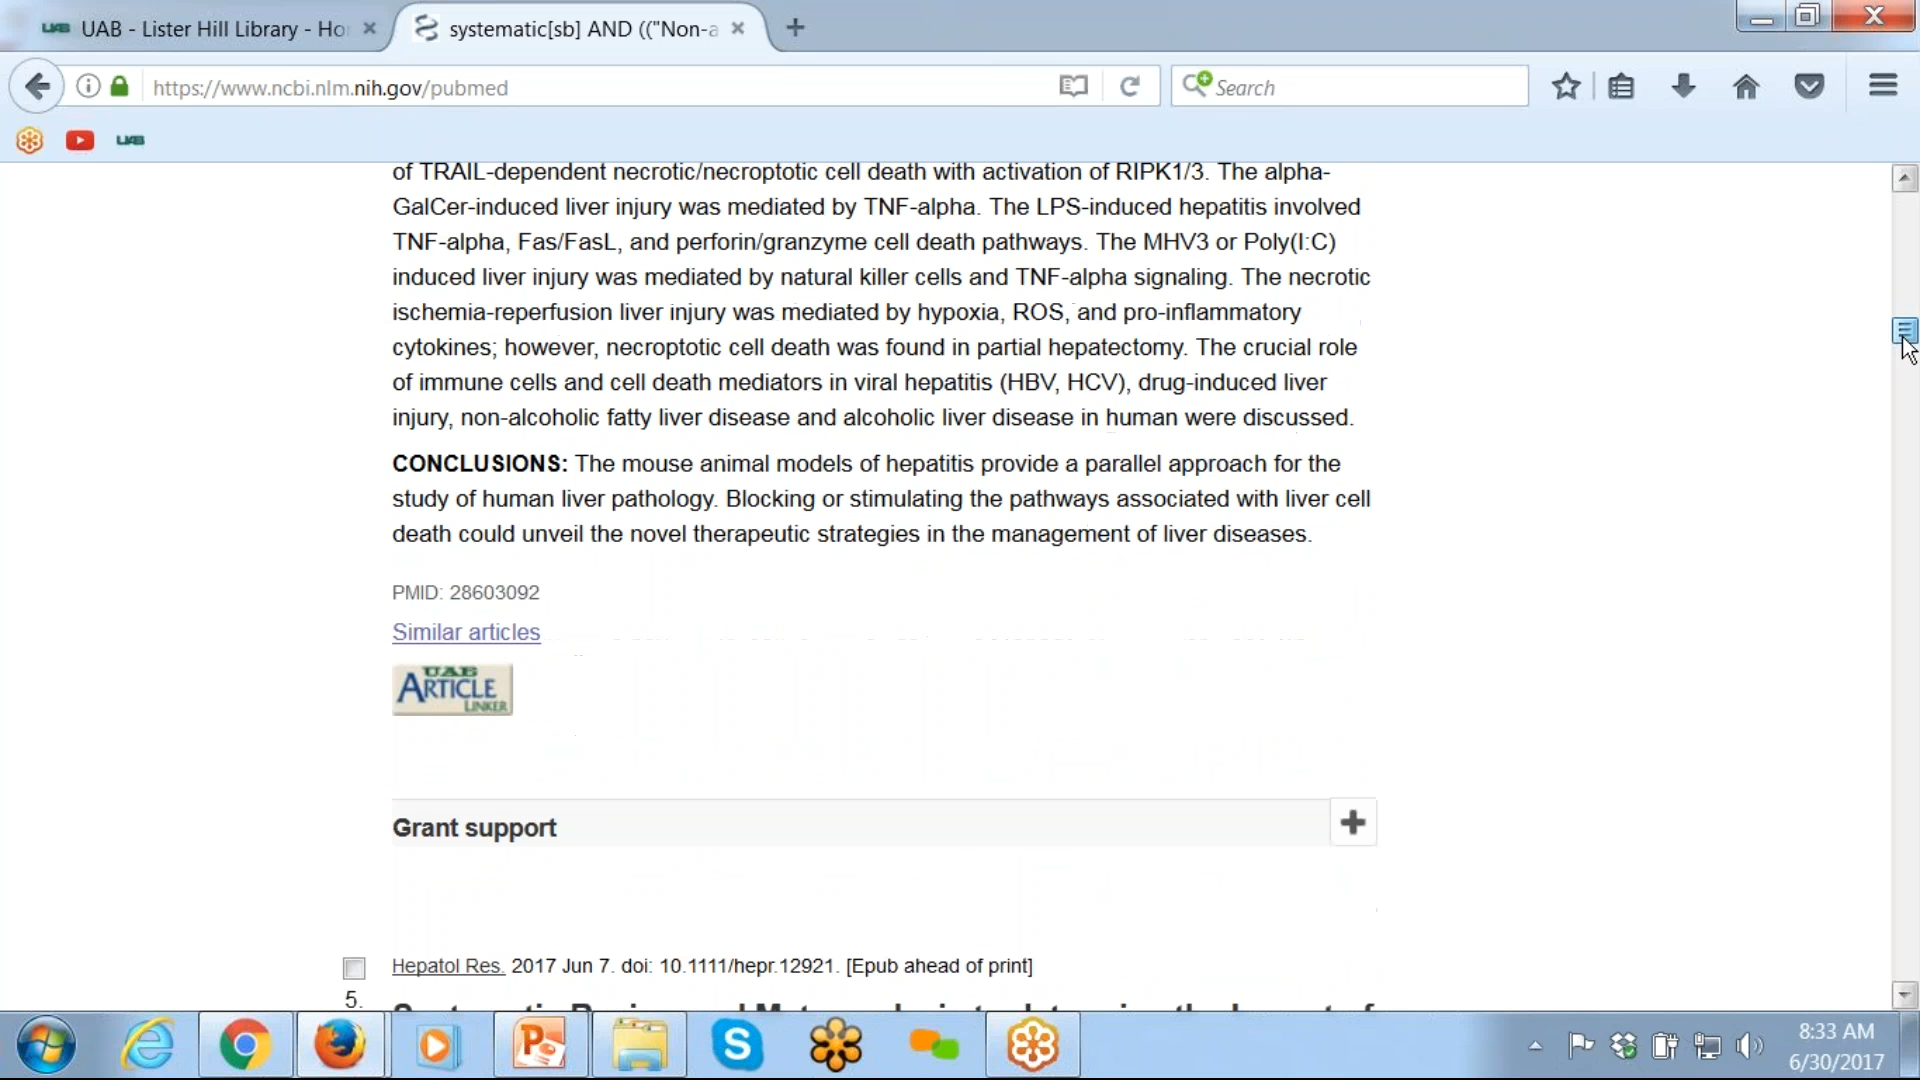 UAB - Lister Hill Library - Ho
systematic[sb] AND (("Non-a
https://www.ncbi.nlm.nih.gov/pubmed
Search
UAB
of TRAIL-dependent necrotic/necroptotic cell death with activation of RIPK1/3. The alpha-
GalCer-induced liver injury was mediated by TNF-alpha. The LPS-induced hepatitis involved
TNF-alpha, Fas/FasL, and perforin/granzyme cell death pathways. The MHV3 or Poly(I:C)
induced liver injury was mediated by natural killer cells and TNF-alpha signaling. The necrotic
ischemia-reperfusion liver injury was mediated by hypoxia, ROS, and pro-inflammatory
cytokines; however, necroptotic cell death was found in partial hepatectomy. The crucial role
of immune cells and cell death mediators in viral hepatitis (HBV, HCV), drug-induced liver
injury, non-alcoholic fatty liver disease and alcoholic liver disease in human were discussed.
CONCLUSIONS: The mouse animal models of hepatitis provide a parallel approach for the
study of human liver pathology. Blocking or stimulating the pathways associated with liver cell
death could unveil the novel therapeutic strategies in the management of liver diseases.
PMID: 28603092
Similar articles
UAB
ARTICLE
LINKER
Grant support
Hepatol Res. 2017 Jun 7. doi: 10.1111/hepr.12921. [Epub ahead of print]
5.
8:33 AM
6/30/2017